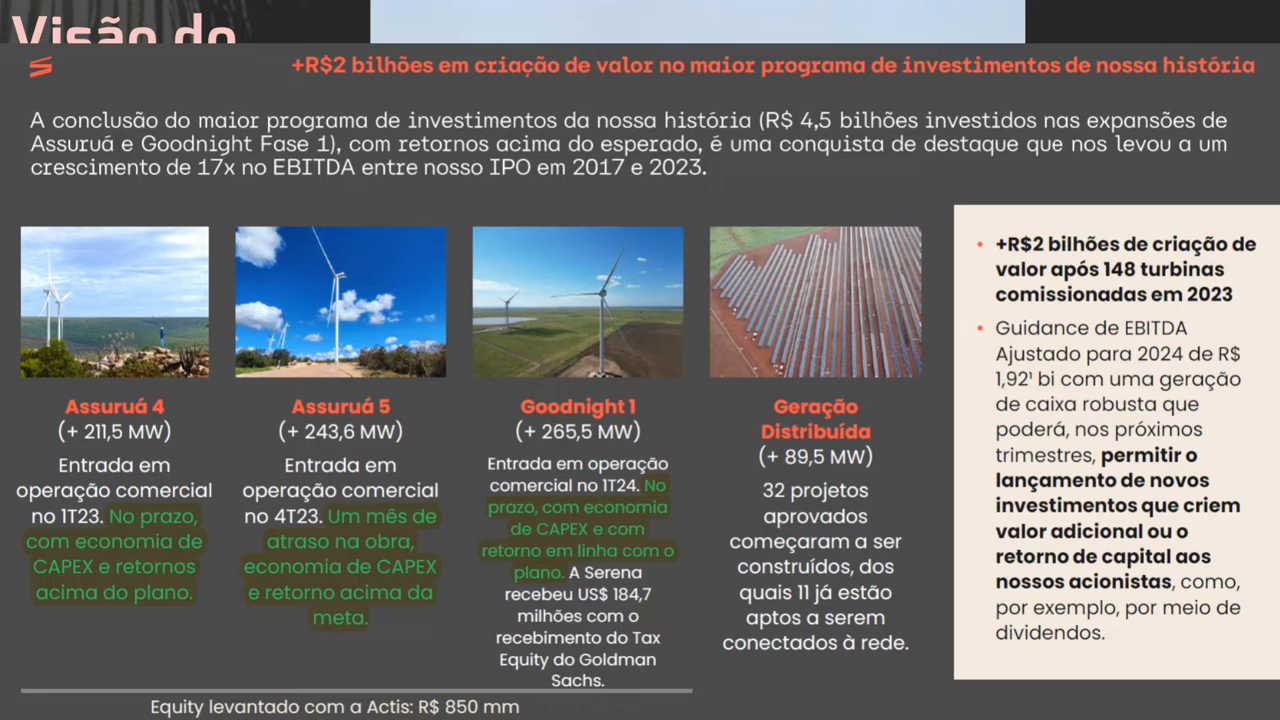 Visão do
+R$2 bilhões em criação de valor no maior programa de investimentos de nossa história
A conclusão do maior programa de investimentos da nossa história (R$ 4,5 bilhões investidos nas expansões de
Assuruá e Goodnight Fase 1), com retornos acima do esperado, é uma conquista de destaque que nos levou a um
crescimento de 17x no EBITDA entre nosso IPO em 2017 e 2023.
Assuruá 4
(+ 211,5 MW)
Entrada em
operação comercial
no 1T23. No prazo,
com economia de
CAPEX e retornos
acima do plano.
Assuruá 5
(+ 243,6 MW)
Entrada em
operação comercial
no 4T23. Um mês de
atraso na obra,
economia de CAPEX
e retorno acima da
meta.
Goodnight 1
(+ 265,5 MW)
Entrada em operação
comercial no 1T24. No
prazo, com economia
de CAPEX e com
retorno em linha com o
plano. A Serena
recebeu US$ 184,7
milhões com o
recebimento do Tax
Equity do Goldman
Sachs.
Geração
Distribuída
(+ 89,5 MW)
32 projetos
aprovados
começaram a ser
construídos, dos
quais 11 já estão
aptos a serem
conectados à rede.
• +R$2 bilhões de criação de
valor após 148 turbinas
comissionadas em 2023
• Guidance de EBITDA
Ajustado para 2024 de R$
1,92¹ bi com uma geração
de caixa robusta que
poderá, nos próximos
trimestres, permitir o
lançamento de novos
investimentos que criem
valor adicional ou o
retorno de capital aos
nossos acionistas, como,
por exemplo, por meio de
dividendos.
Equity levantado com a Actis: R$ 850 mm